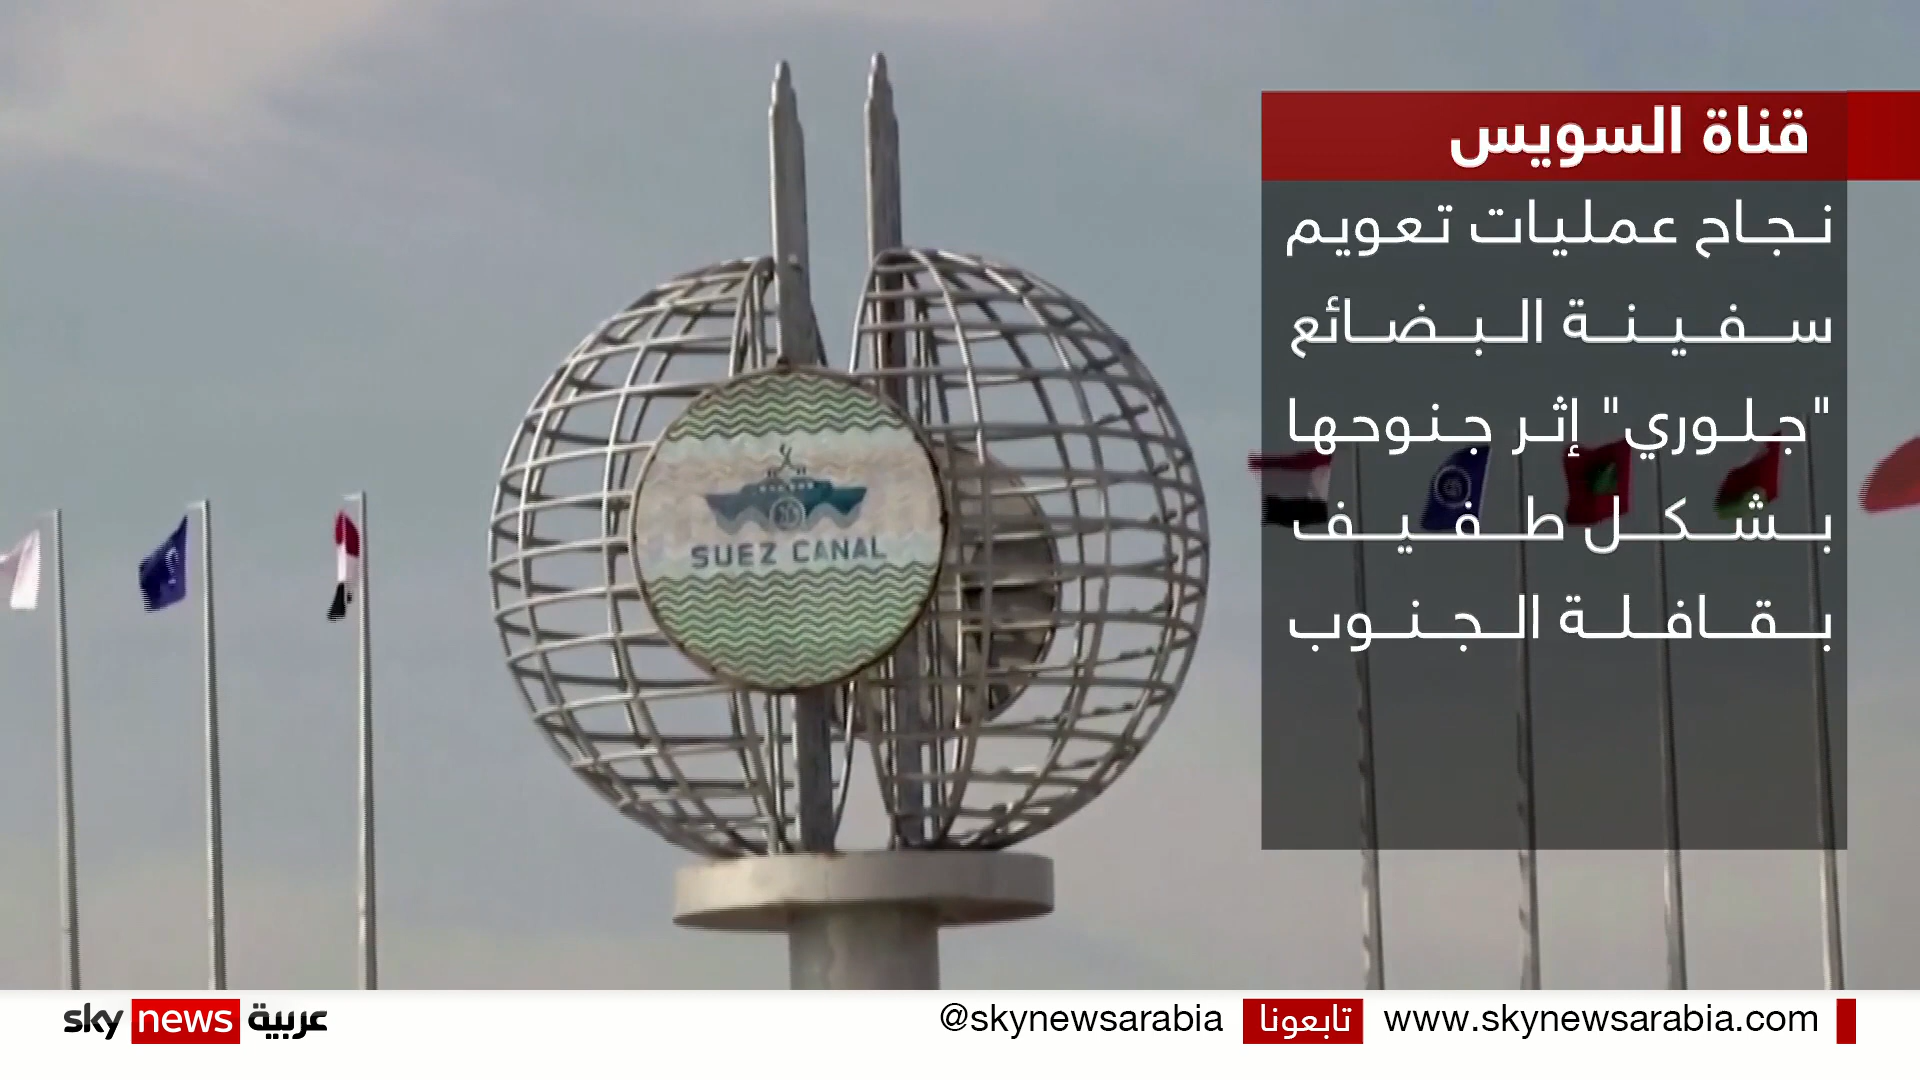 قناة السويس
نجاح عمليات تعويم
سفينة البضائع
"جلوري" إثر جنوحها
بشكل طفيف
بقافلة الجنوب
SUEZ CANAL
sky news عربية
@skynewsarabia تابعونا www.skynewsarabia.com